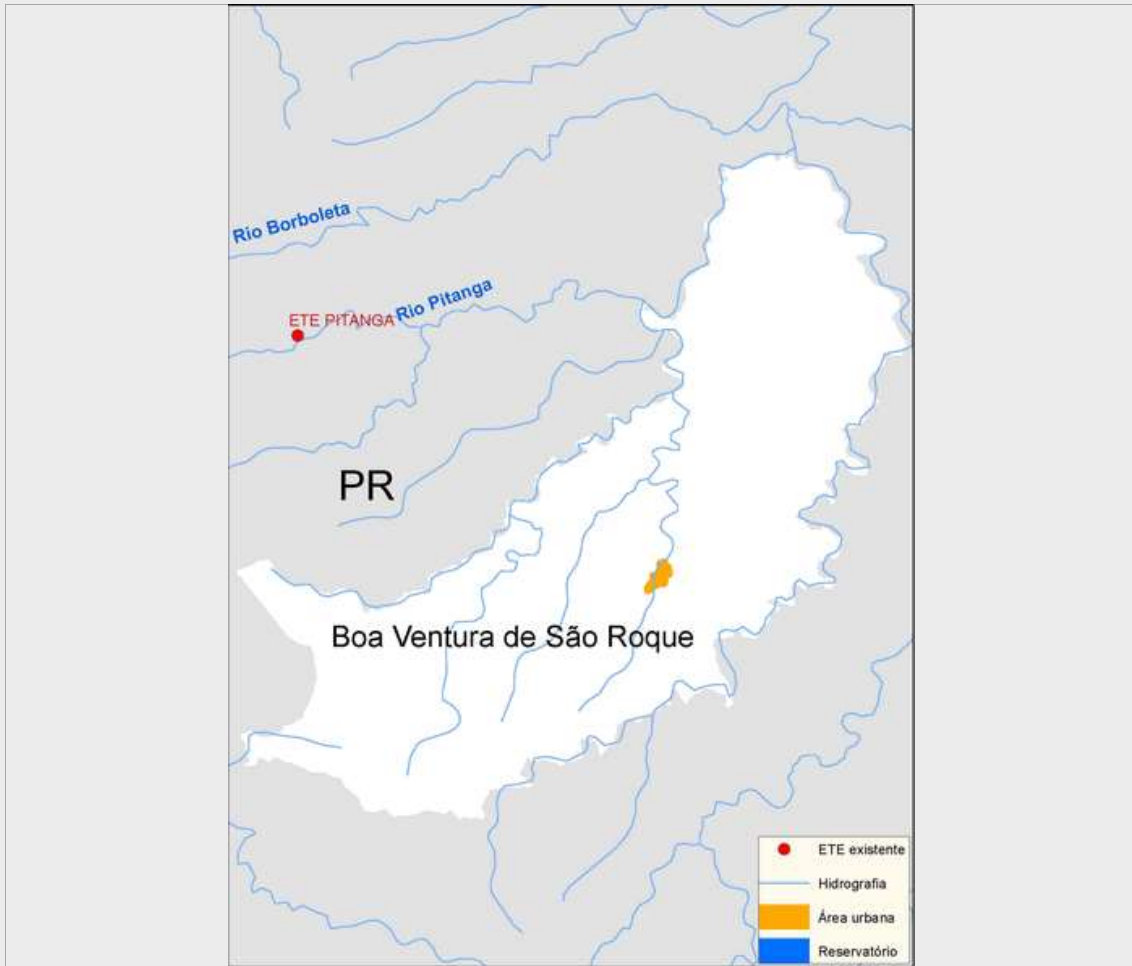 Rio Borboleta
Rio Pitanga
ETE PITANGA
PR
Boa Ventura de São Roque
ETE existente
Hidrografia
Área urbana
Reservatório